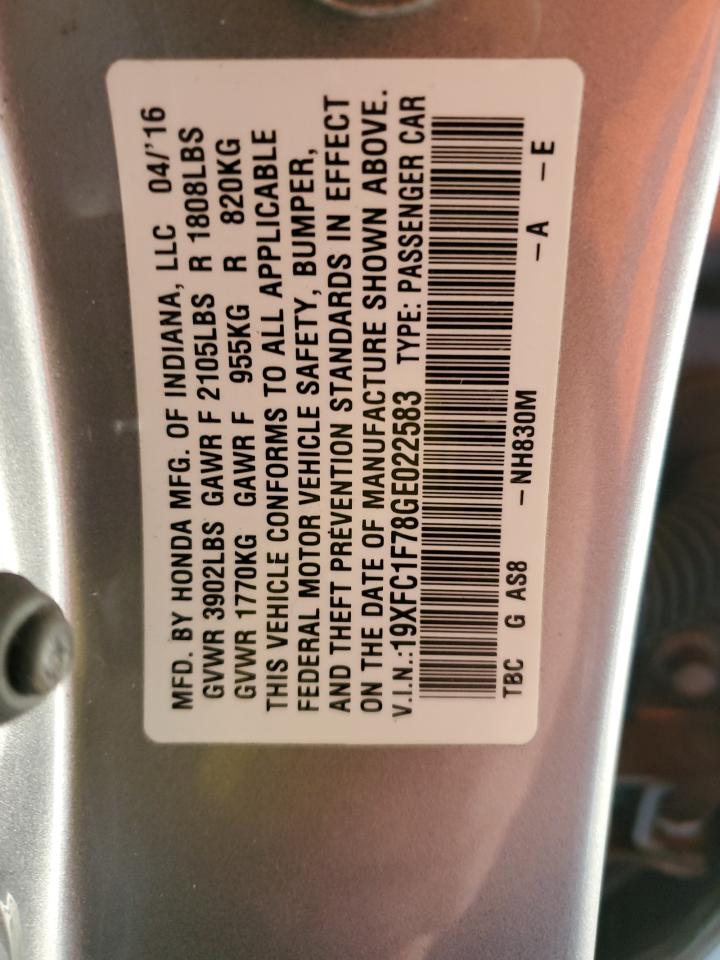 MFD. BY HONDA MFG. OF INDIANA, LLC 04/'16
GVWR 3902LBS GAWR F 2105LBS R 1808LBS
GVWR 1770KG GAWR F 955KG R 820KG
THIS VEHICLE CONFORMS TO ALL APPLICABLE
FEDERAL MOTOR VEHICLE SAFETY, BUMPER,
AND THEFT PREVENTION STANDARDS IN EFFECT
ON THE DATE OF MANUFACTURE SHOWN ABOVE.
V.I.N.:19XFC1F78GE022583 TYPE: PASSENGER CAR
TBC G AS8 -NH830M -A -E